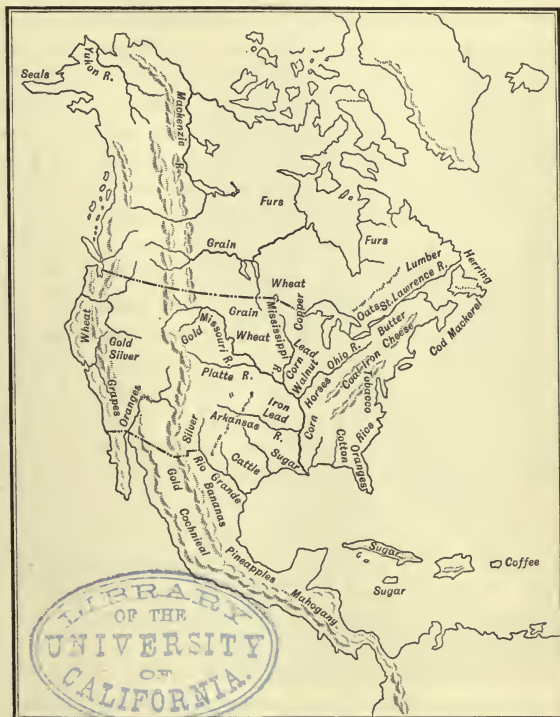 Seals
Yukon R.
Mackenzie R.
Furs
Furs
Grain
Lumber
Herring
Wheat
Copper
Oats
St. Lawrence R.
Cod Mackerel
Wheat
Gold
Silver
Gold
Missouri R.
Grain
Wheat
Mississippi R.
Lead
Corn
Walnut
Ohio R.
Butter
Cheese
Coal-Iron
Horses
Tobacco
Platte R.
Grapes
Oranges
Silver
Iron
Lead
Arkansas R.
Sugar
Cattle
Corn
Cotton
Rice
Oranges
Rio Grande
Gold
Bananas
Cochnieal
Pineapples
Mahogany
Sugar
Sugar
Coffee
LIBRARY
OF THE
UNIVERSITY
OF
CALIFORNIA.